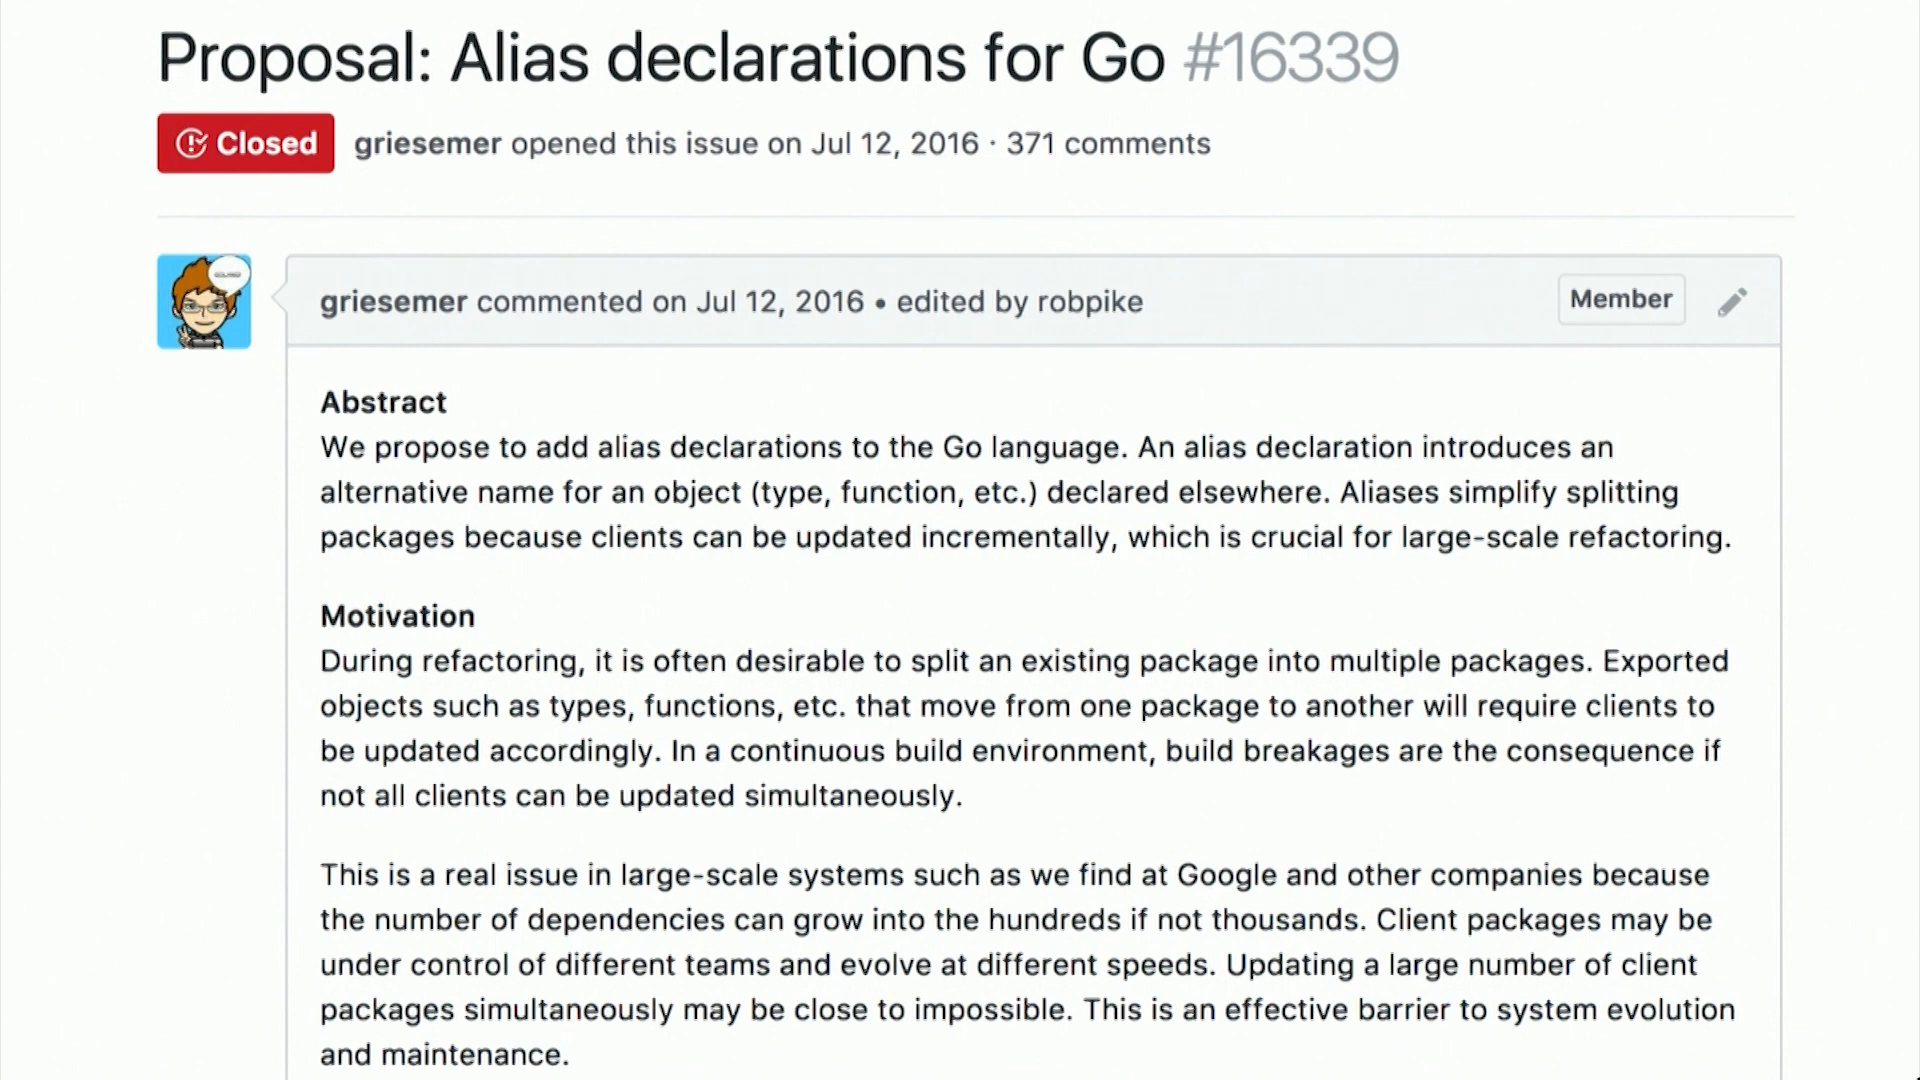 Proposal: Alias declarations for Go #16339
Closed griesemer opened this issue on Jul 12, 2016 · 371 comments
griesemer commented on Jul 12, 2016 • edited by robpike Member
Abstract
We propose to add alias declarations to the Go language. An alias declaration introduces an
alternative name for an object (type, function, etc.) declared elsewhere. Aliases simplify splitting
packages because clients can be updated incrementally, which is crucial for large-scale refactoring.
Motivation
During refactoring, it is often desirable to split an existing package into multiple packages. Exported
objects such as types, functions, etc. that move from one package to another will require clients to
be updated accordingly. In a continuous build environment, build breakages are the consequence if
not all clients can be updated simultaneously.
This is a real issue in large-scale systems such as we find at Google and other companies because
the number of dependencies can grow into the hundreds if not thousands. Client packages may be
under control of different teams and evolve at different speeds. Updating a large number of client
packages simultaneously may be close to impossible. This is an effective barrier to system evolution
and maintenance.